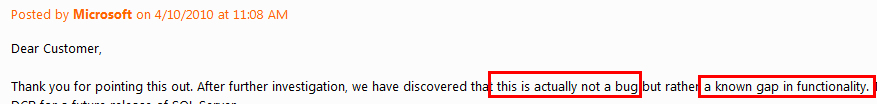 Posted by Microsoft on 4/10/2010 at 11:08 AM
Dear Customer,
Thank you for pointing this out. After further investigation, we have discovered that this is actually not a bug but rather a known gap in functionality.
DCR for a future release of SQL Server